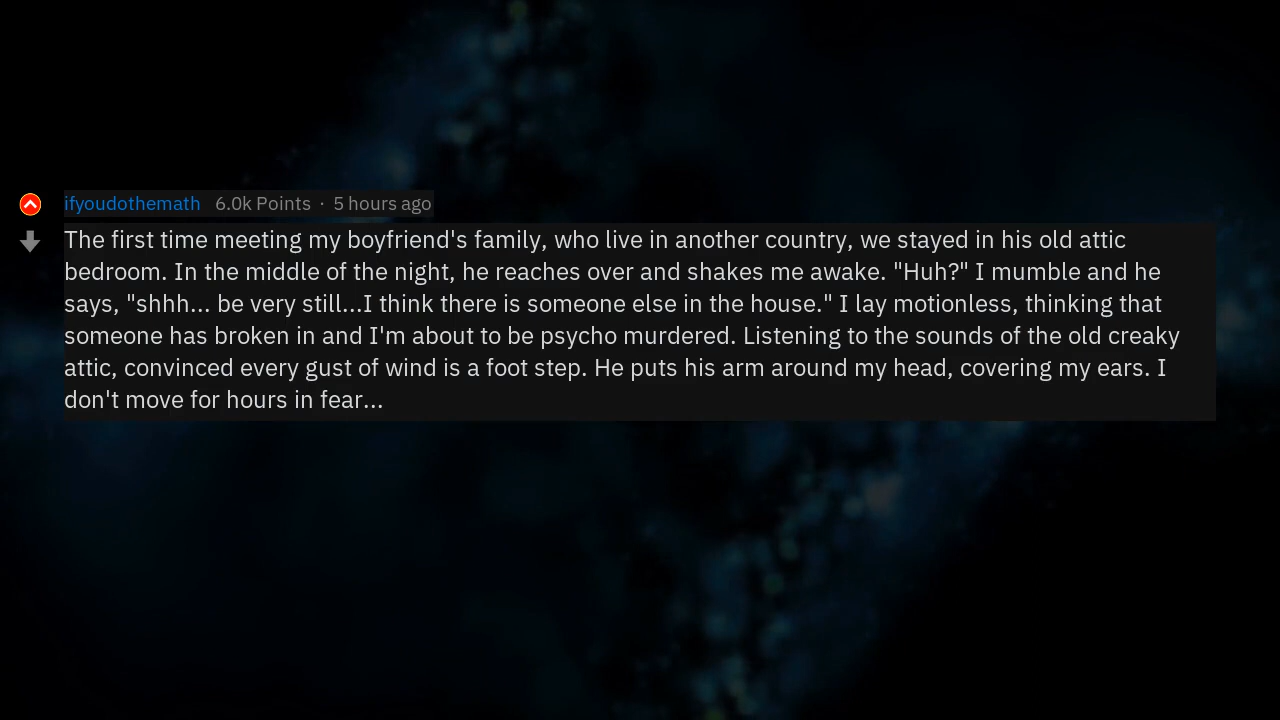 ifyoudothemath 6.0k Points · 5 hours ago
The first time meeting my boyfriend's family, who live in another country, we stayed in his old attic
bedroom. In the middle of the night, he reaches over and shakes me awake. "Huh?" I mumble and he
says, "shhh... be very still...I think there is someone else in the house." I lay motionless, thinking that
someone has broken in and I'm about to be psycho murdered. Listening to the sounds of the old creaky
attic, convinced every gust of wind is a foot step. He puts his arm around my head, covering my ears. I
don't move for hours in fear...